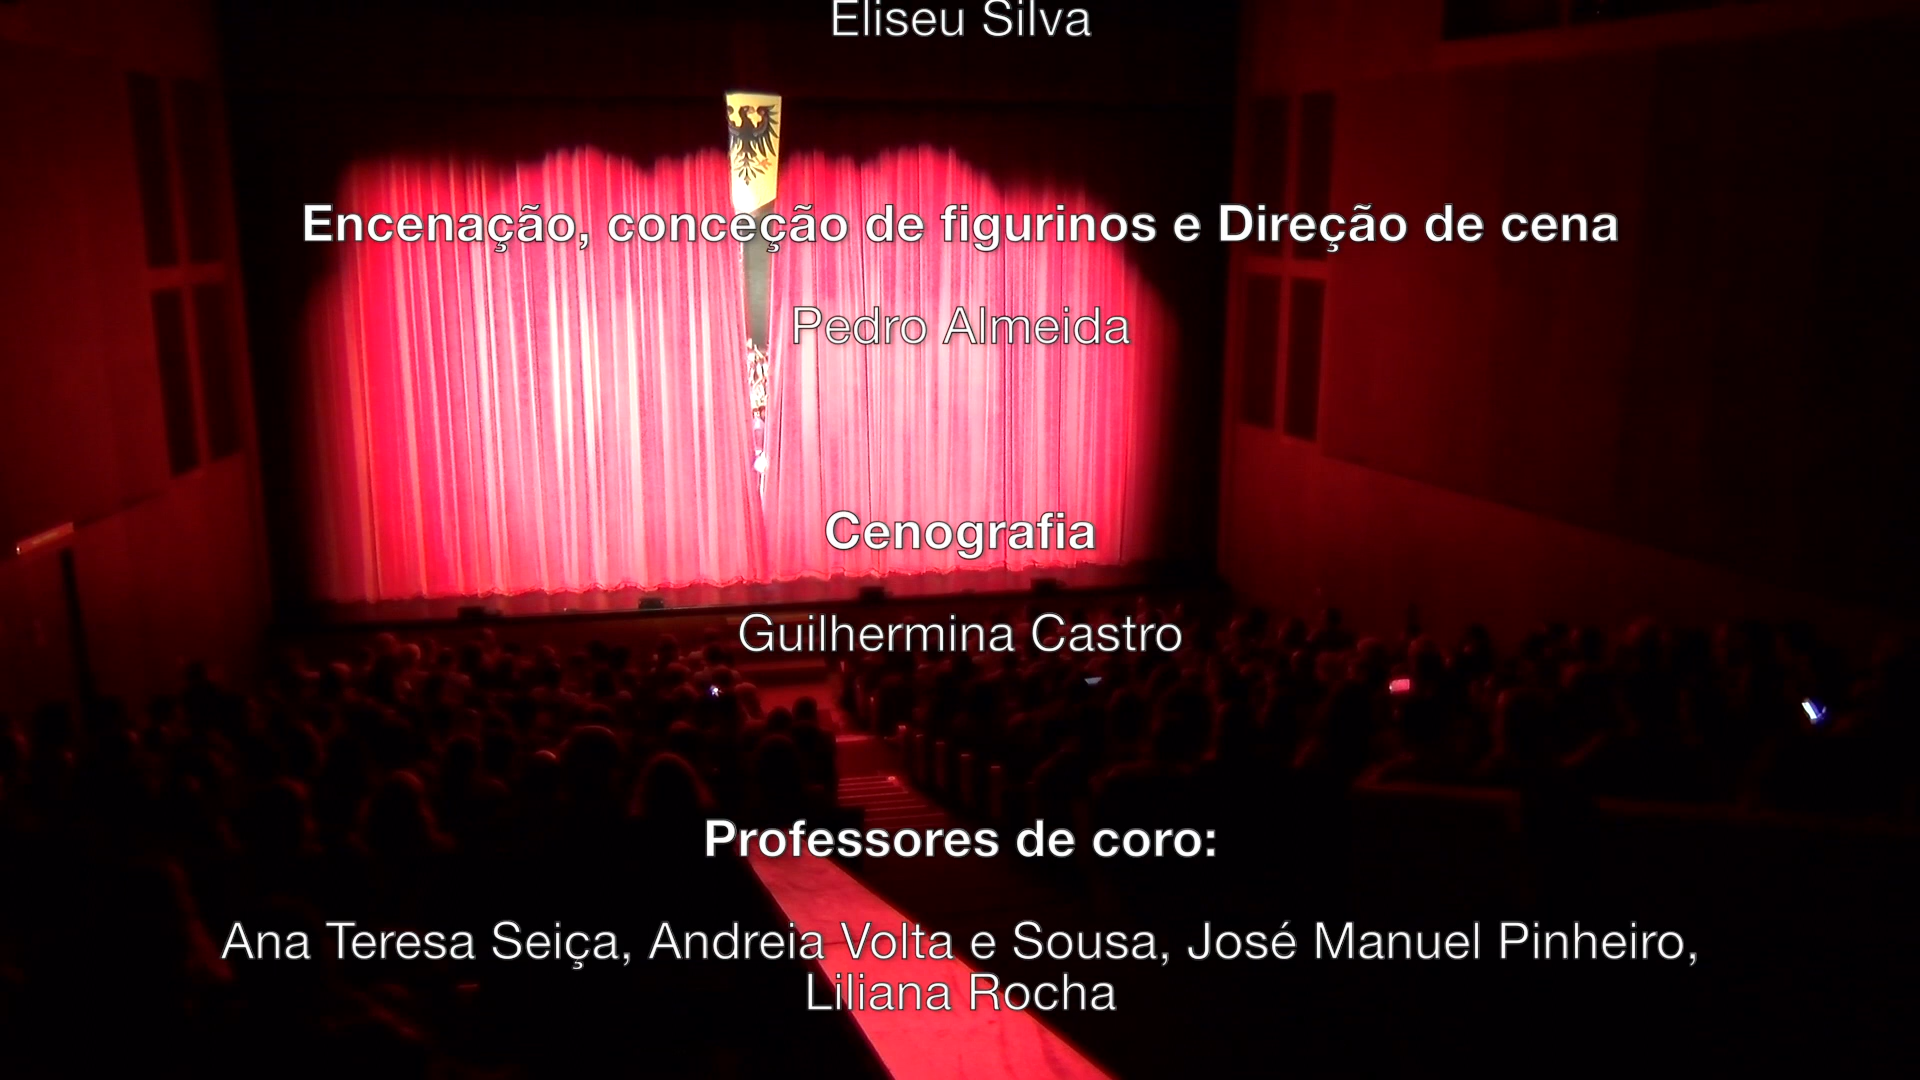 Eliseu Silva
Encenação, conceção de figurinos e Direção de cena
Pedro Almeida
Cenografia
Guilhermina Castro
Professores de coro:
Ana Teresa Seiça, Andreia Volta e Sousa, José Manuel Pinheiro,
Liliana Rocha